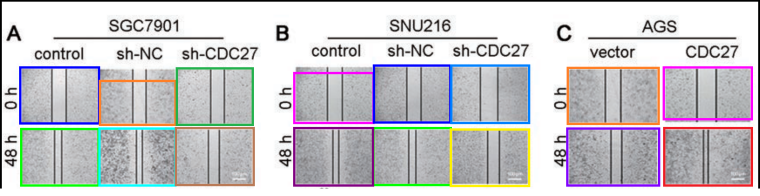 SGC7901
SNU216
AGS
A
B
C
control sh-NC sh-CDC27
control sh-NC sh-CDC27
vector CDC27
0 h
0 h
0 h
48 h
48 h
48 h